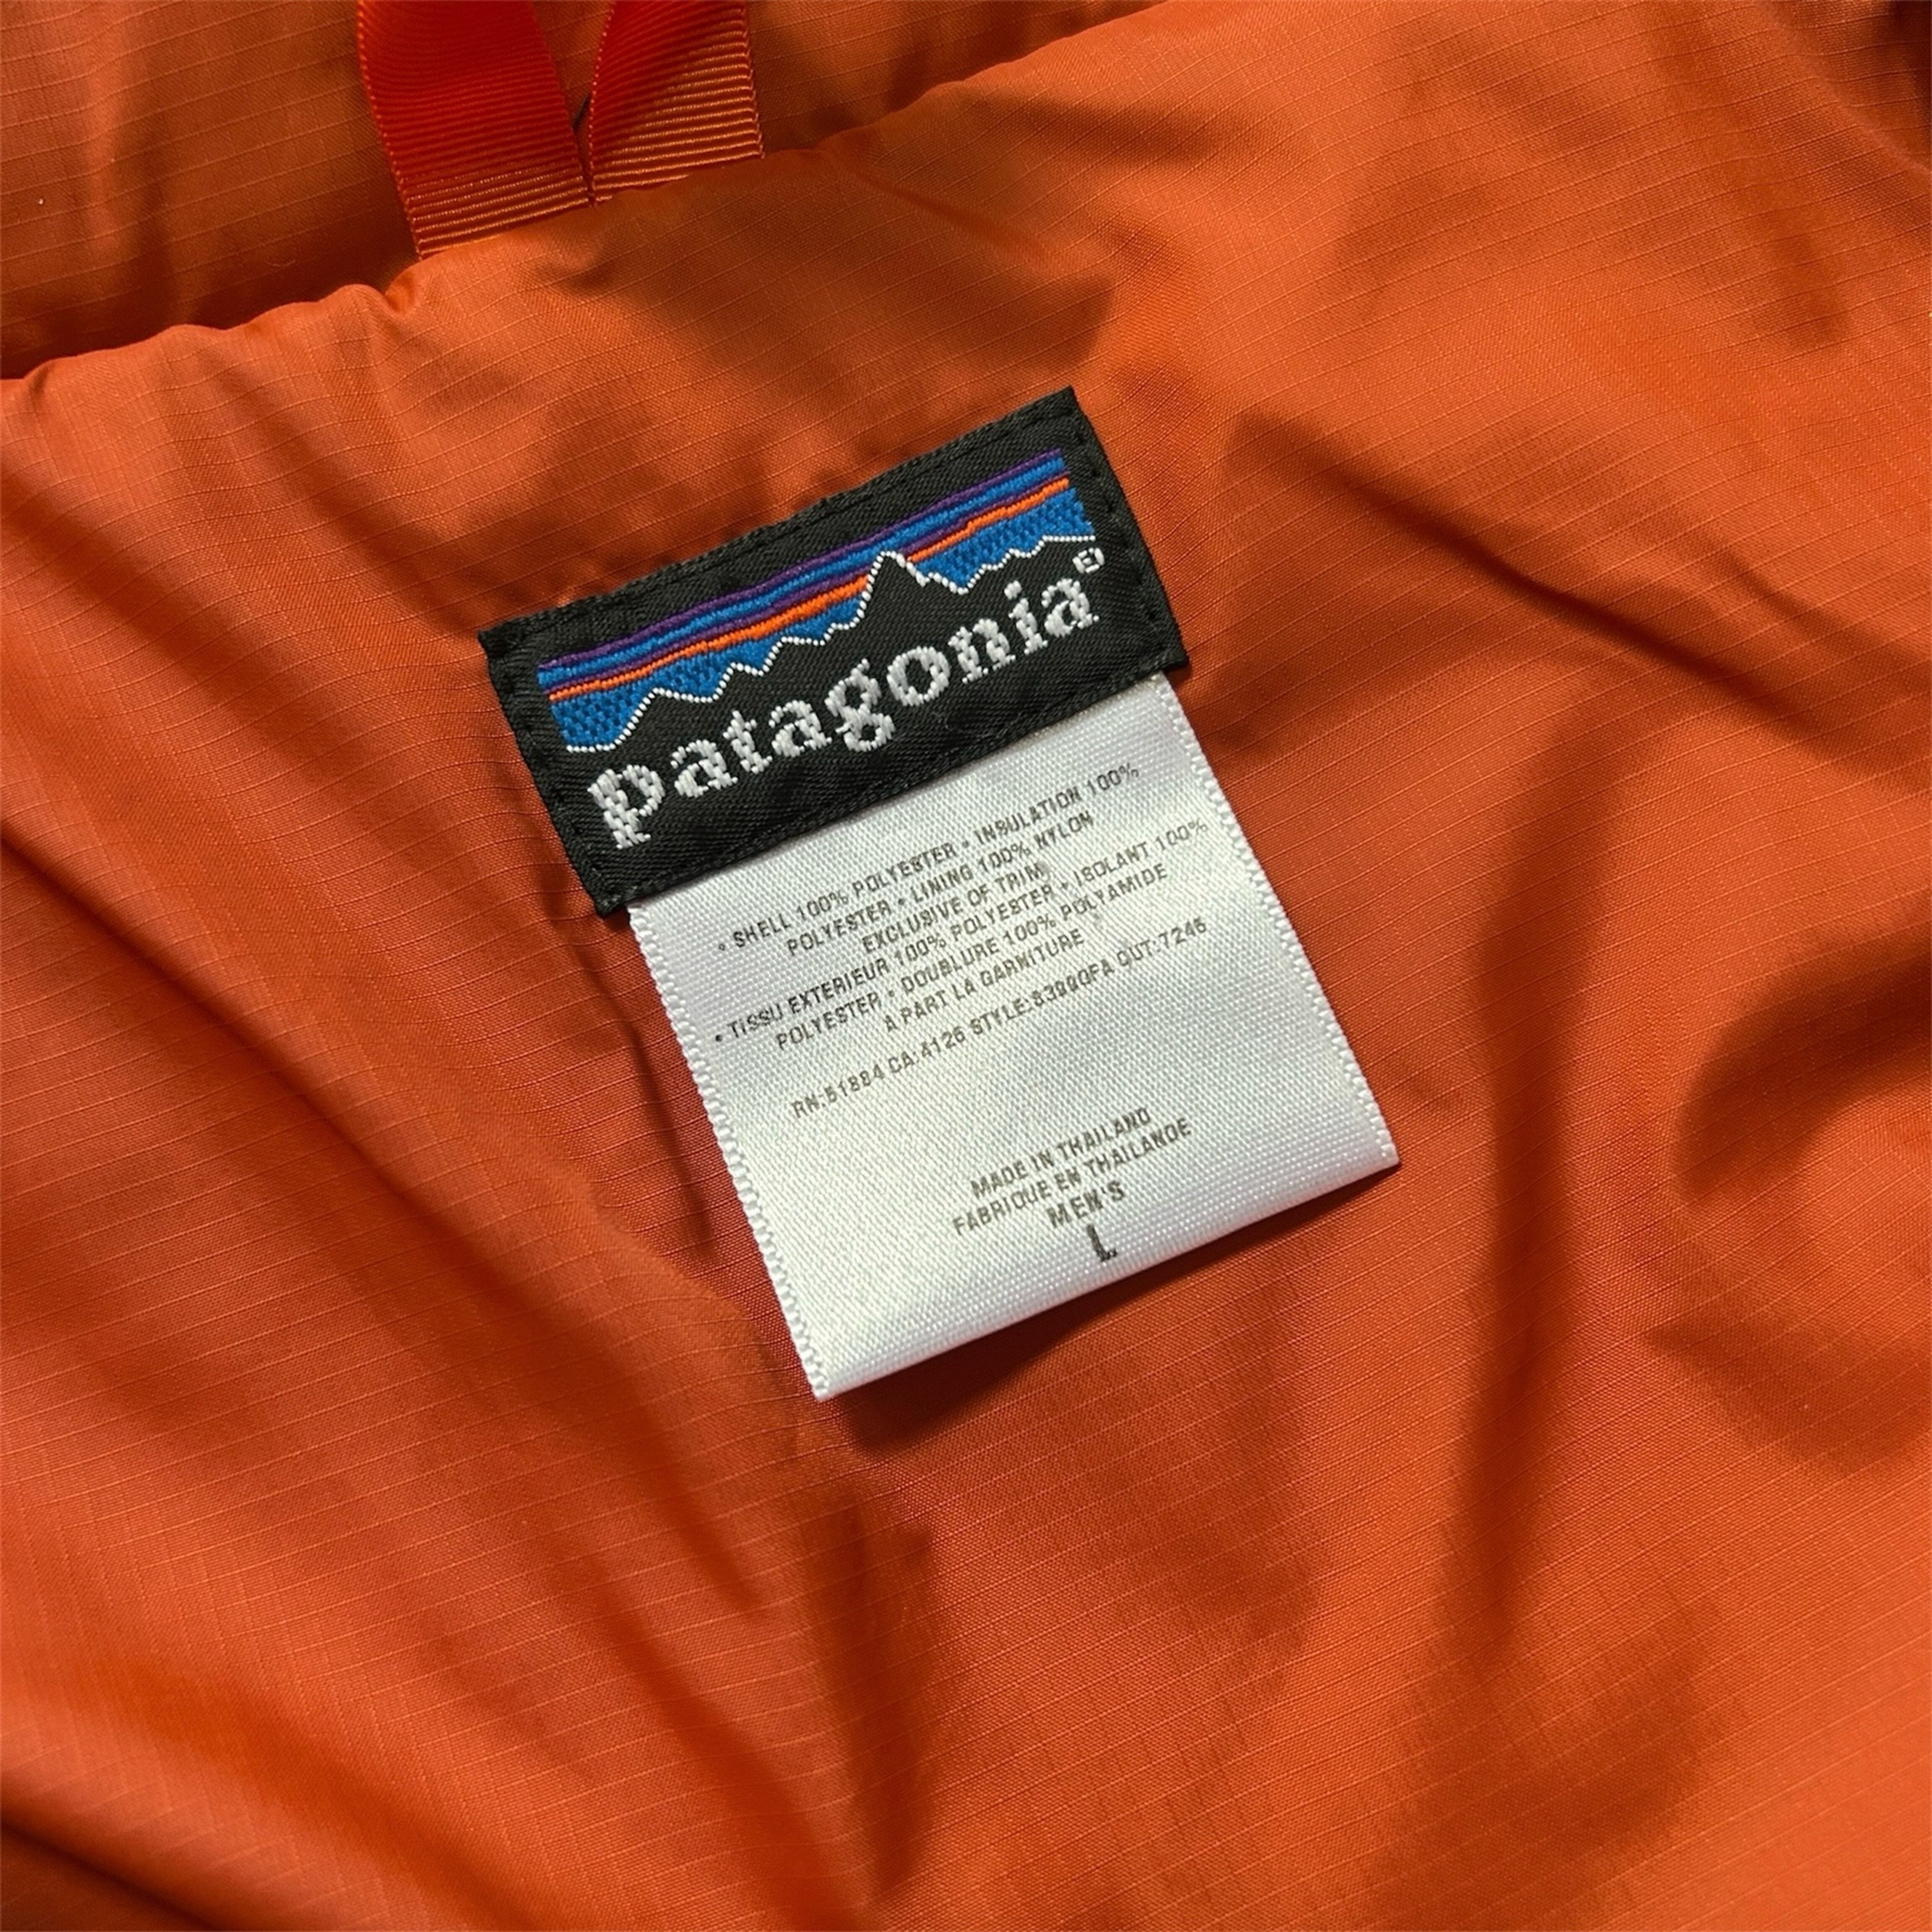 patagonia®
• SHELL 100% POLYESTER • INSULATION 100%
POLYESTER • LINING 100% NYLON
EXCLUSIVE OF TRIM
• TISSU EXTERIEUR 100% POLYESTER • ISOLANT 100%
POLYESTER • DOUBLURE 100% POLYAMIDE
A PART LA GARNITURE
RN:51884 CA:4126 STYLE: OUT:7246
MADE IN THAILAND
FABRIQUE EN THAILANDE
MEN'S
L